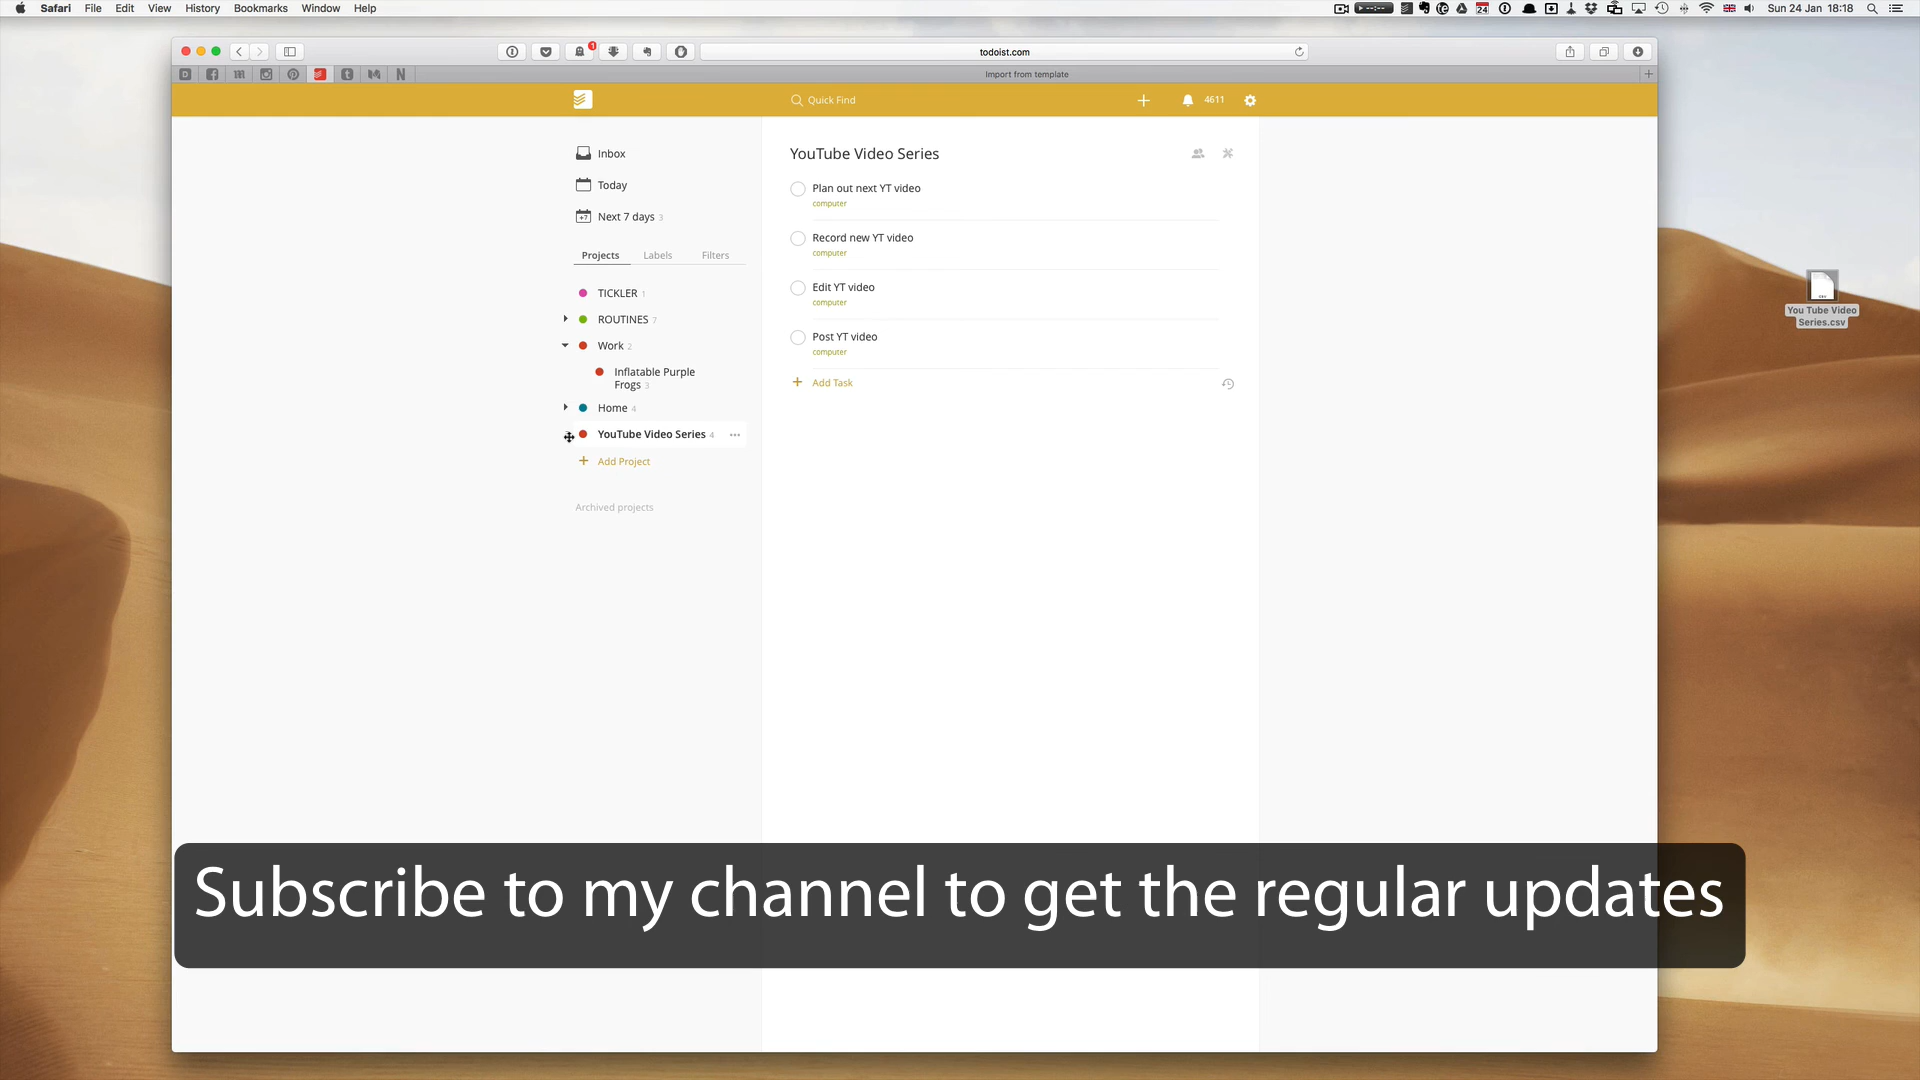 Safari File Edit View History Bookmarks Window Help
24 Sun 24 Jan 18:18
1
todoist.com
Import from template
Quick Find
4611
Inbox
Today
Next 7 days 3
Projects Labels Filters
TICKLER 1
ROUTINES 7
Work 2
Inflatable Purple
Frogs 3
Home 4
YouTube Video Series 4
Add Project
Archived projects
YouTube Video Series
Plan out next YT video
computer
Record new YT video
computer
Edit YT video
computer
Post YT video
computer
Add Task
You Tube Video
Series.csv
Subscribe to my channel to get the regular updates